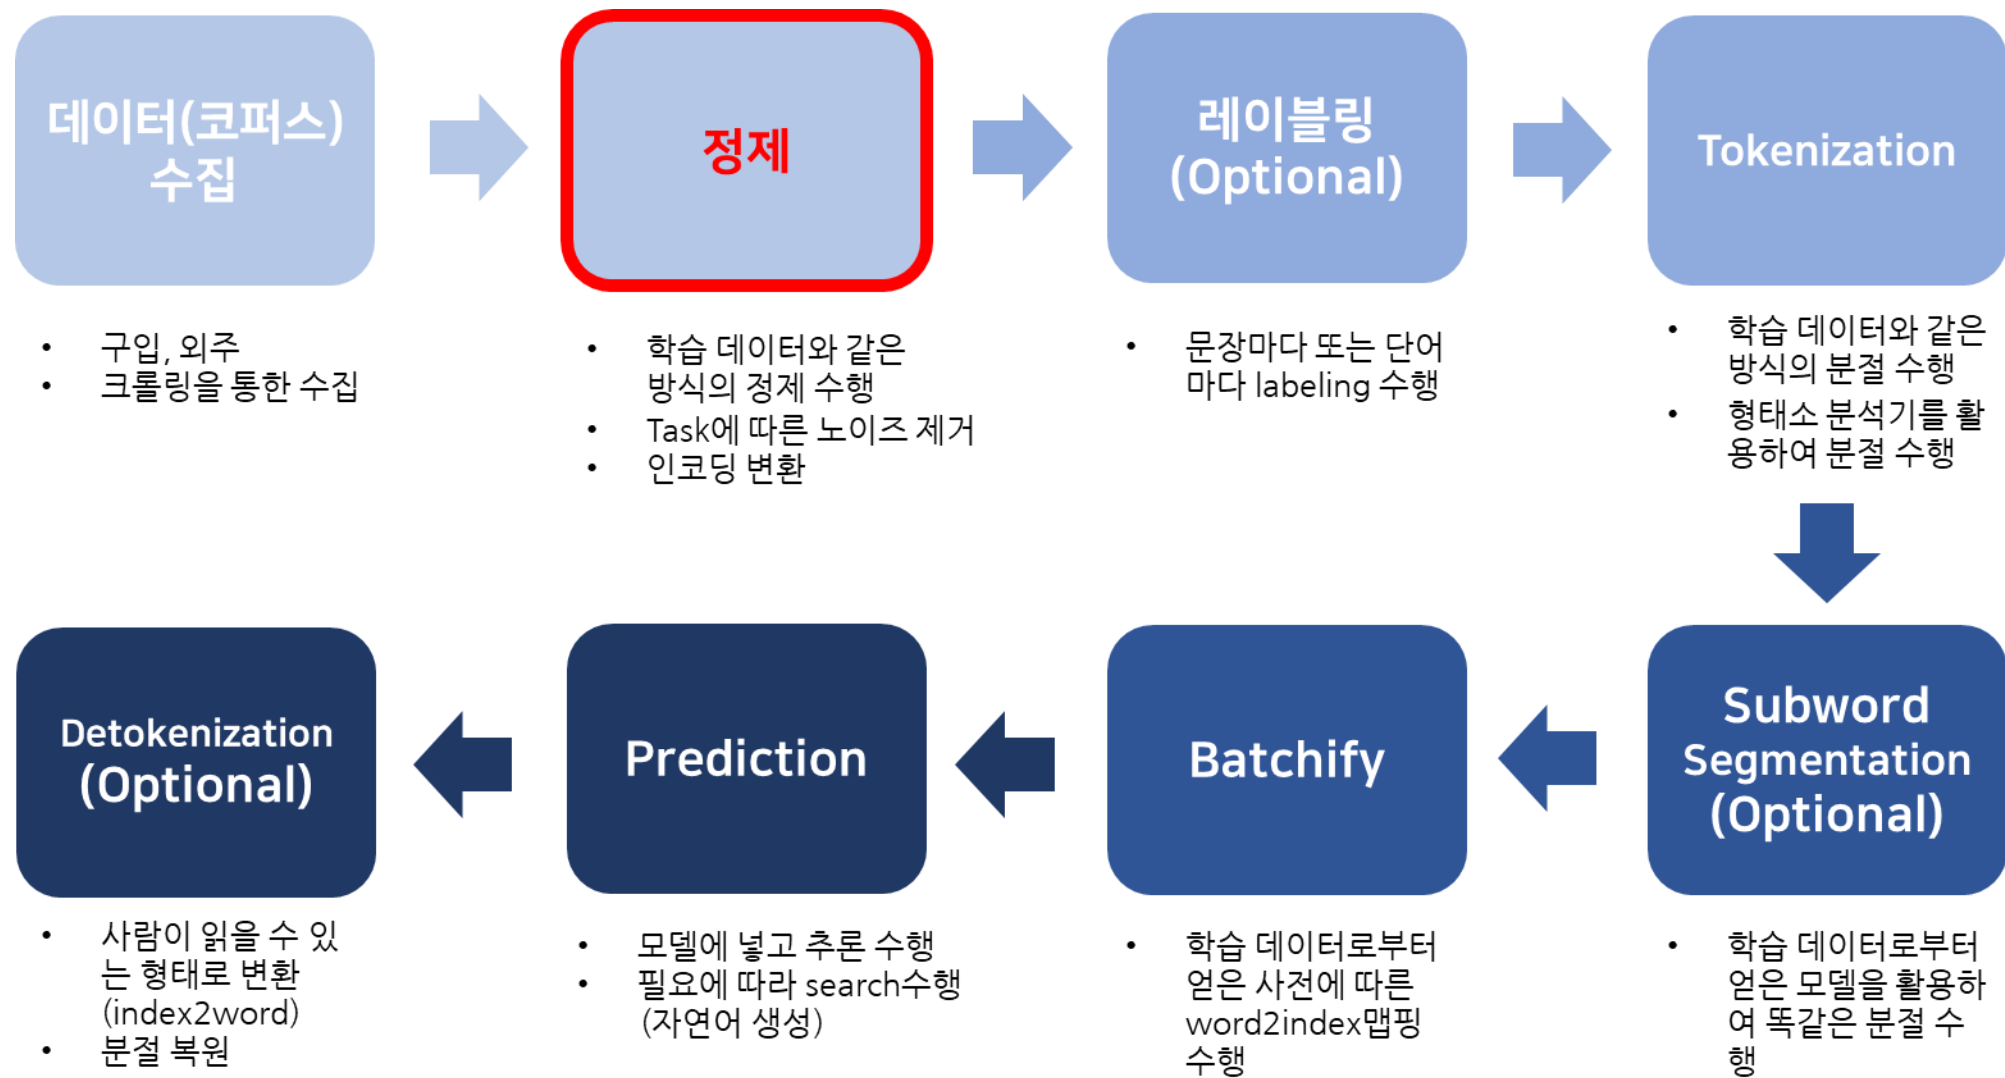 데이터(코퍼스)
수집
정제
레이블링
(Optional)
Tokenization
• 구입, 외주
• 크롤링을 통한 수집
• 학습 데이터와 같은
방식의 정제 수행
• Task에 따른 노이즈 제거
• 인코딩 변환
• 문장마다 또는 단어
마다 labeling 수행
• 학습 데이터와 같은
방식의 분절 수행
• 형태소 분석기를 활
용하여 분절 수행
Detokenization
(Optional)
Prediction
Batchify
Subword
Segmentation
(Optional)
• 사람이 읽을 수 있
는 형태로 변환
(index2word)
• 분절 복원
• 모델에 넣고 추론 수행
• 필요에 따라 search수행
(자연어 생성)
• 학습 데이터로부터
얻은 사전에 따른
word2index맵핑
수행
• 학습 데이터로부터
얻은 모델을 활용하
여 똑같은 분절 수
행